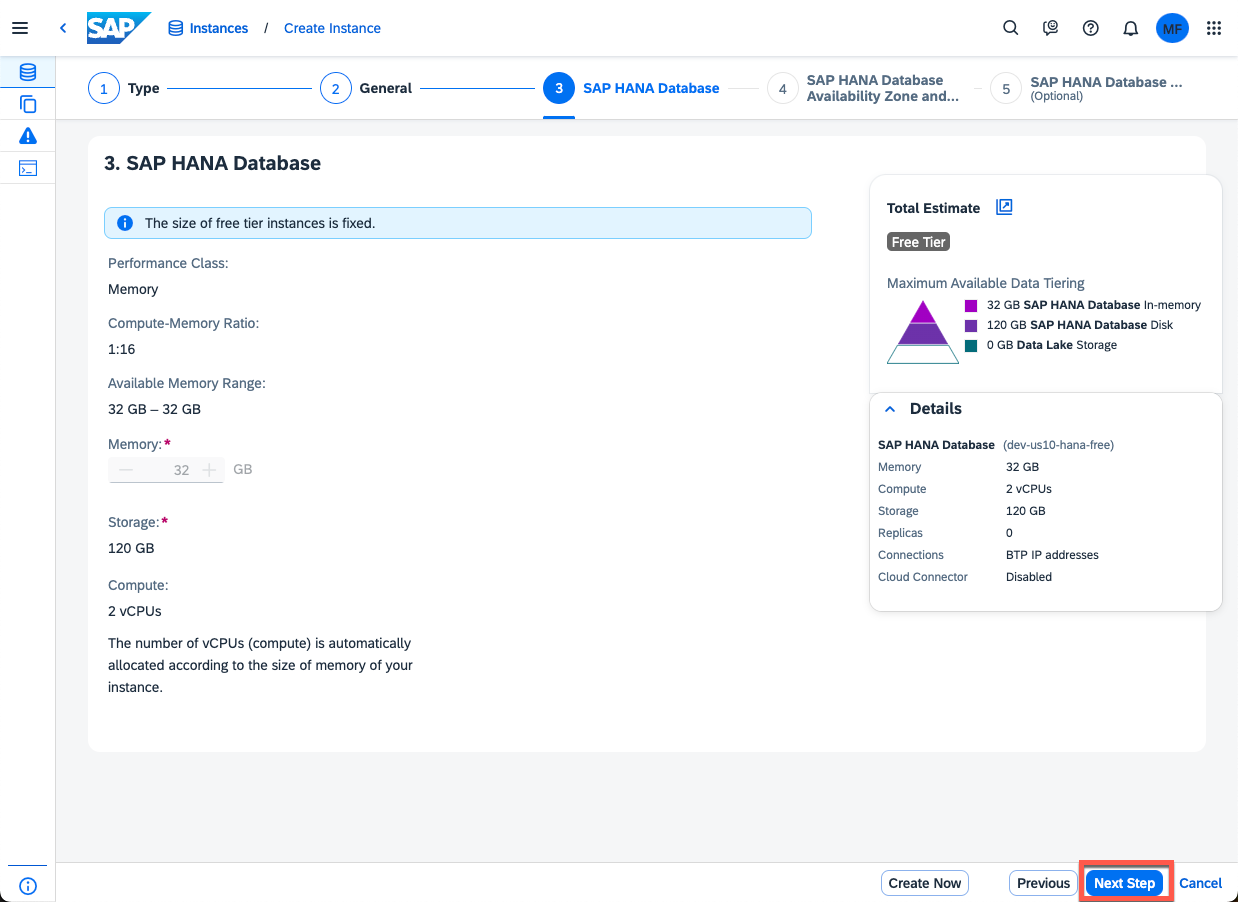 SAP Instances / Create Instance MF
1 Type 2 General 3 SAP HANA Database 4 SAP HANA Database Availability Zone and... 5 SAP HANA Database ... (Optional)
3. SAP HANA Database
The size of free tier instances is fixed.
Performance Class:
Memory
Compute-Memory Ratio:
1:16
Available Memory Range:
32 GB – 32 GB
Memory:*
32 GB
Storage:*
120 GB
Compute:
2 vCPUs
The number of vCPUs (compute) is automatically
allocated according to the size of memory of your
instance.
Total Estimate
Free Tier
Maximum Available Data Tiering
32 GB SAP HANA Database In-memory
120 GB SAP HANA Database Disk
0 GB Data Lake Storage
Details
SAP HANA Database (dev-us10-hana-free)
Memory 32 GB
Compute 2 vCPUs
Storage 120 GB
Replicas 0
Connections BTP IP addresses
Cloud Connector Disabled
Create Now Previous Next Step Cancel